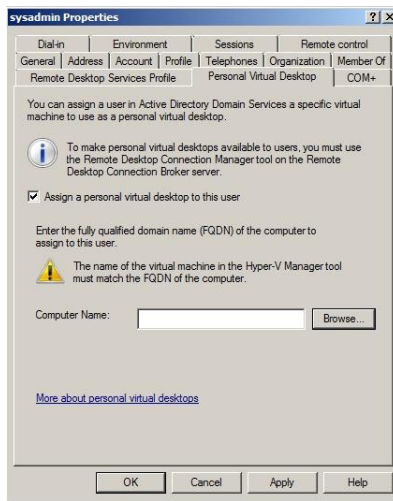 sysadmin Properties
Dial-in Environment Sessions Remote control
General Address Account Profile Telephones Organization Member Of
Remote Desktop Services Profile Personal Virtual Desktop COM+
You can assign a user in Active Directory Domain Services a specific virtual
machine to use as a personal virtual desktop.
To make personal virtual desktops available to users, you must use
the Remote Desktop Connection Manager tool on the Remote
Desktop Connection Broker server.
Assign a personal virtual desktop to this user
Enter the fully qualified domain name (FQDN) of the computer to
assign to this user.
The name of the virtual machine in the Hyper-V Manager tool
must match the FQDN of the computer.
Computer Name: Browse...
More about personal virtual desktops
OK Cancel Apply Help